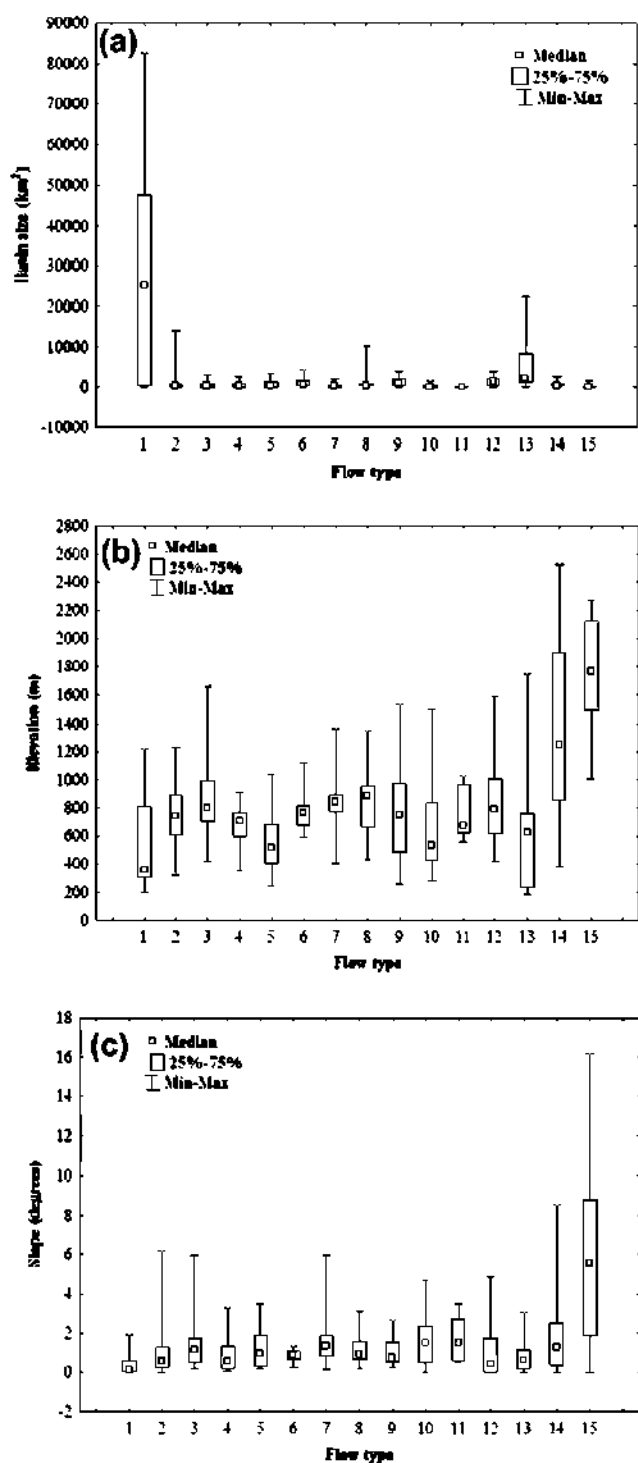 (a)
Median
25%-75%
Min-Max
90000
80000
70000
60000
50000
40000
30000
20000
10000
0
-10000
Basin size (km²)
1 2 3 4 5 6 7 8 9 10 11 12 13 14 15
Flow type
(b)
Median
25%-75%
Min-Max
2800
2600
2400
2200
2000
1800
1600
1400
1200
1000
800
600
400
200
0
Elevation (m)
1 2 3 4 5 6 7 8 9 10 11 12 13 14 15
Flow type
(c)
Median
25%-75%
Min-Max
18
16
14
12
10
8
6
4
2
0
-2
Slope (degrees)
1 2 3 4 5 6 7 8 9 10 11 12 13 14 15
Flow type